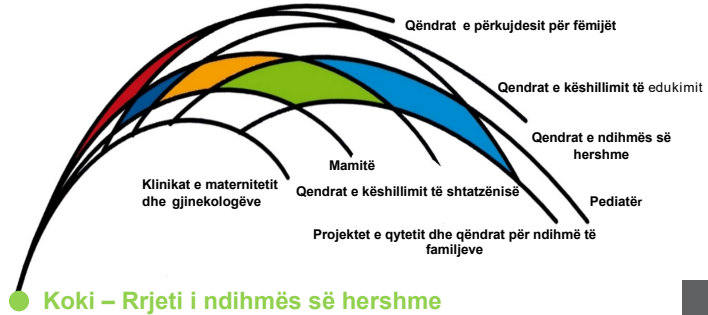 Qëndrat e përkujdesit për fëmijët
Qendrat e këshillimit të edukimit
Qendrat e ndihmës së
hershme
Mamitë
Klinikat e maternitetit
dhe gjinekologëve
Qendrat e këshillimit të shtatzënisë
Pediatër
Projektet e qytetit dhe qëndrat për ndihmë të
familjeve
Koki – Rrjeti i ndihmës së hershme